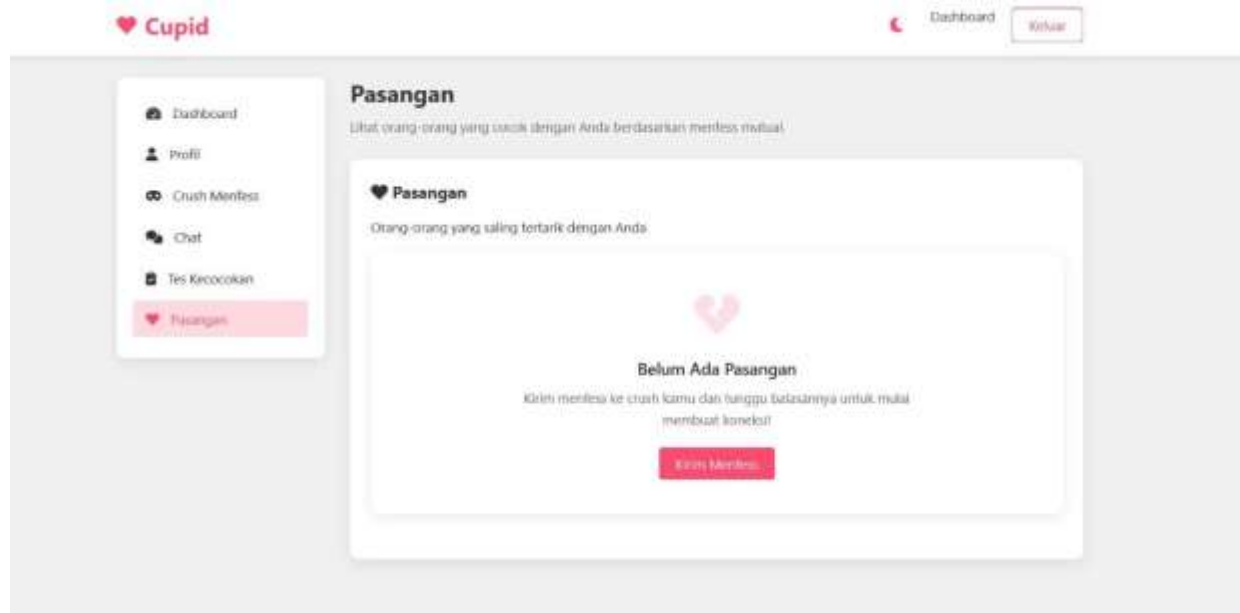 Cupid
Dashboard
Keluar
Dashboard
Profil
Crush Menfess
Chat
Tes Kecocokan
Pasangan
Pasangan
Lihat orang-orang yang cocok dengan Anda berdasarkan menfess mutual.
Pasangan
Orang-orang yang saling tertarik dengan Anda
Belum Ada Pasangan
Kirim menfess ke crush kamu dan tunggu balasannya untuk mulai
membuat koneksi!
Kirim Menfess